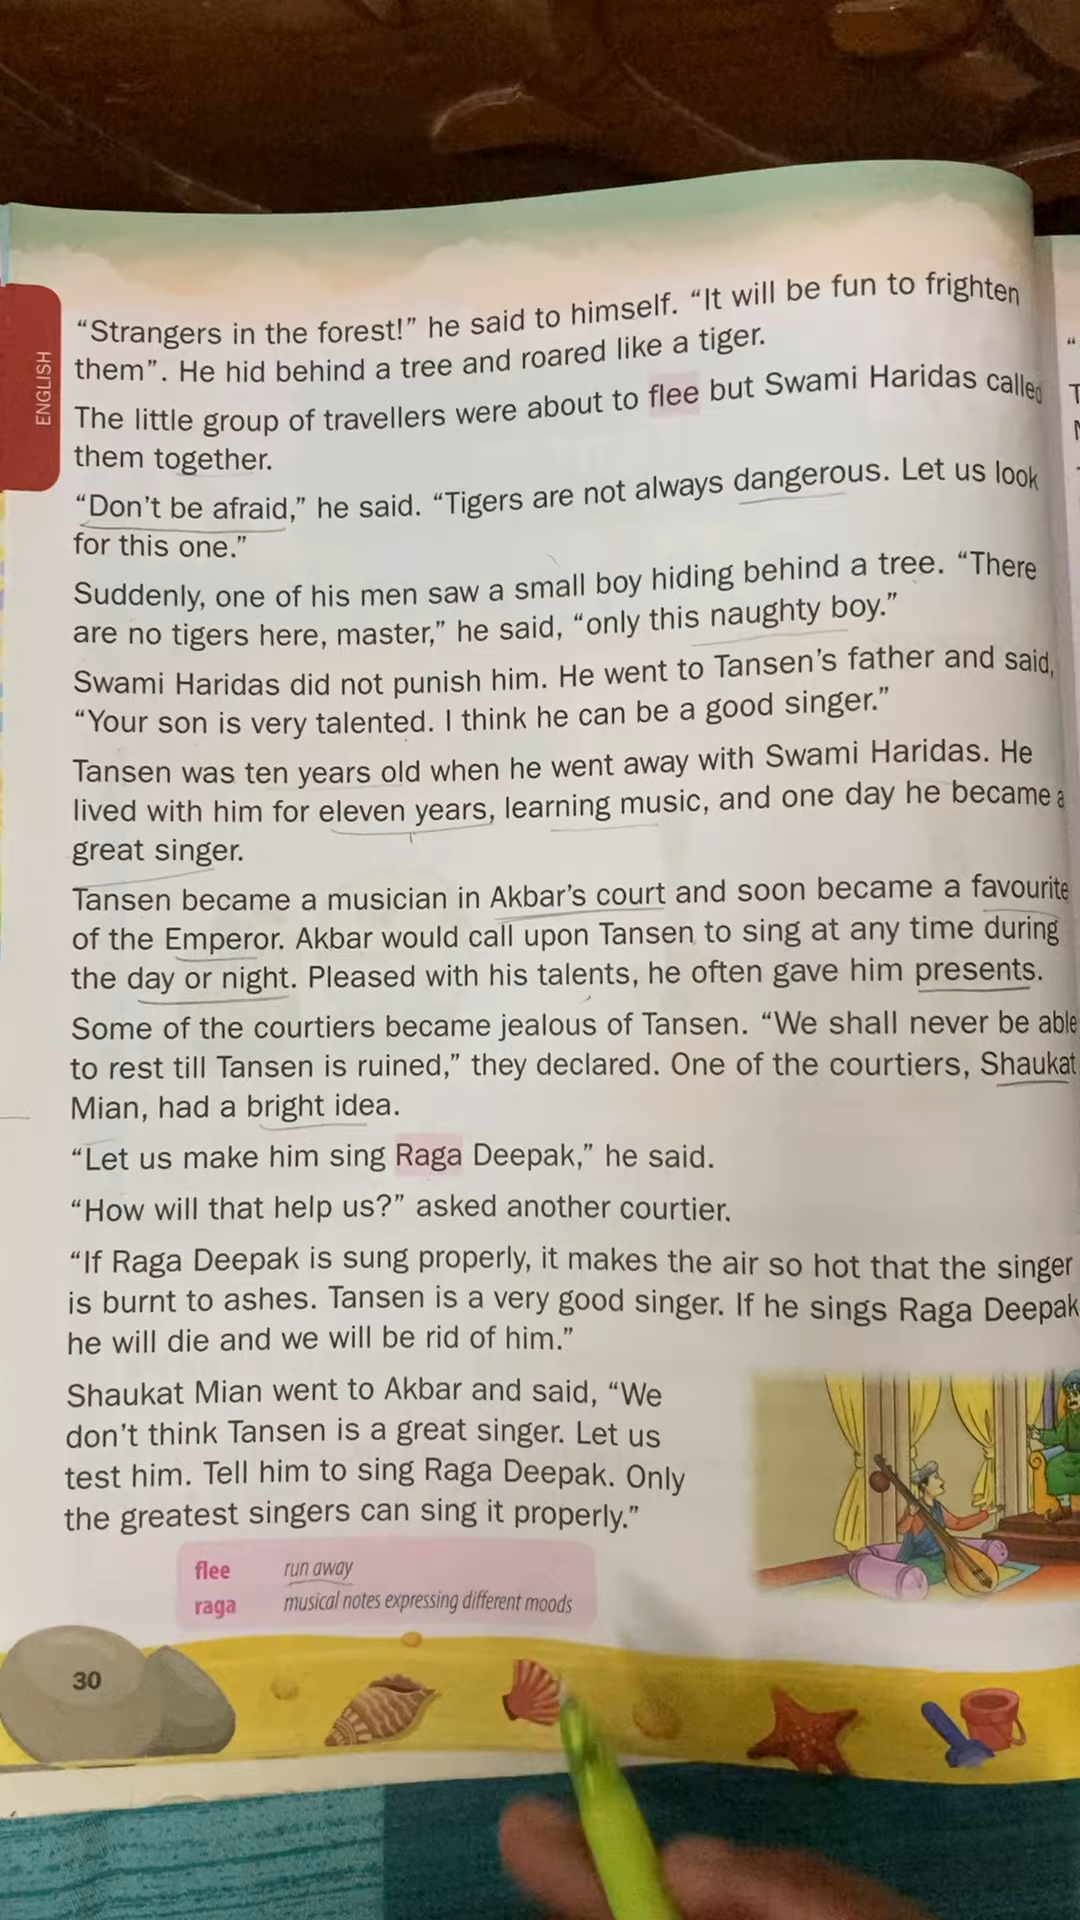 ENGLISH
“Strangers in the forest!” he said to himself. “It will be fun to frighten
them”. He hid behind a tree and roared like a tiger.
The little group of travellers were about to flee but Swami Haridas called
them together.
“Don’t be afraid,” he said. “Tigers are not always dangerous. Let us look
for this one.”
Suddenly, one of his men saw a small boy hiding behind a tree. “There
are no tigers here, master,” he said, “only this naughty boy.”
Swami Haridas did not punish him. He went to Tansen’s father and said,
“Your son is very talented. I think he can be a good singer.”
Tansen was ten years old when he went away with Swami Haridas. He
lived with him for eleven years, learning music, and one day he became a
great singer.
Tansen became a musician in Akbar’s court and soon became a favourite
of the Emperor. Akbar would call upon Tansen to sing at any time during
the day or night. Pleased with his talents, he often gave him presents.
Some of the courtiers became jealous of Tansen. “We shall never be able
to rest till Tansen is ruined,” they declared. One of the courtiers, Shaukat
Mian, had a bright idea.
“Let us make him sing Raga Deepak,” he said.
“How will that help us?” asked another courtier.
“If Raga Deepak is sung properly, it makes the air so hot that the singer
is burnt to ashes. Tansen is a very good singer. If he sings Raga Deepak
he will die and we will be rid of him.”
Shaukat Mian went to Akbar and said, “We
don’t think Tansen is a great singer. Let us
test him. Tell him to sing Raga Deepak. Only
the greatest singers can sing it properly.”
flee run away
raga musical notes expressing different moods
30